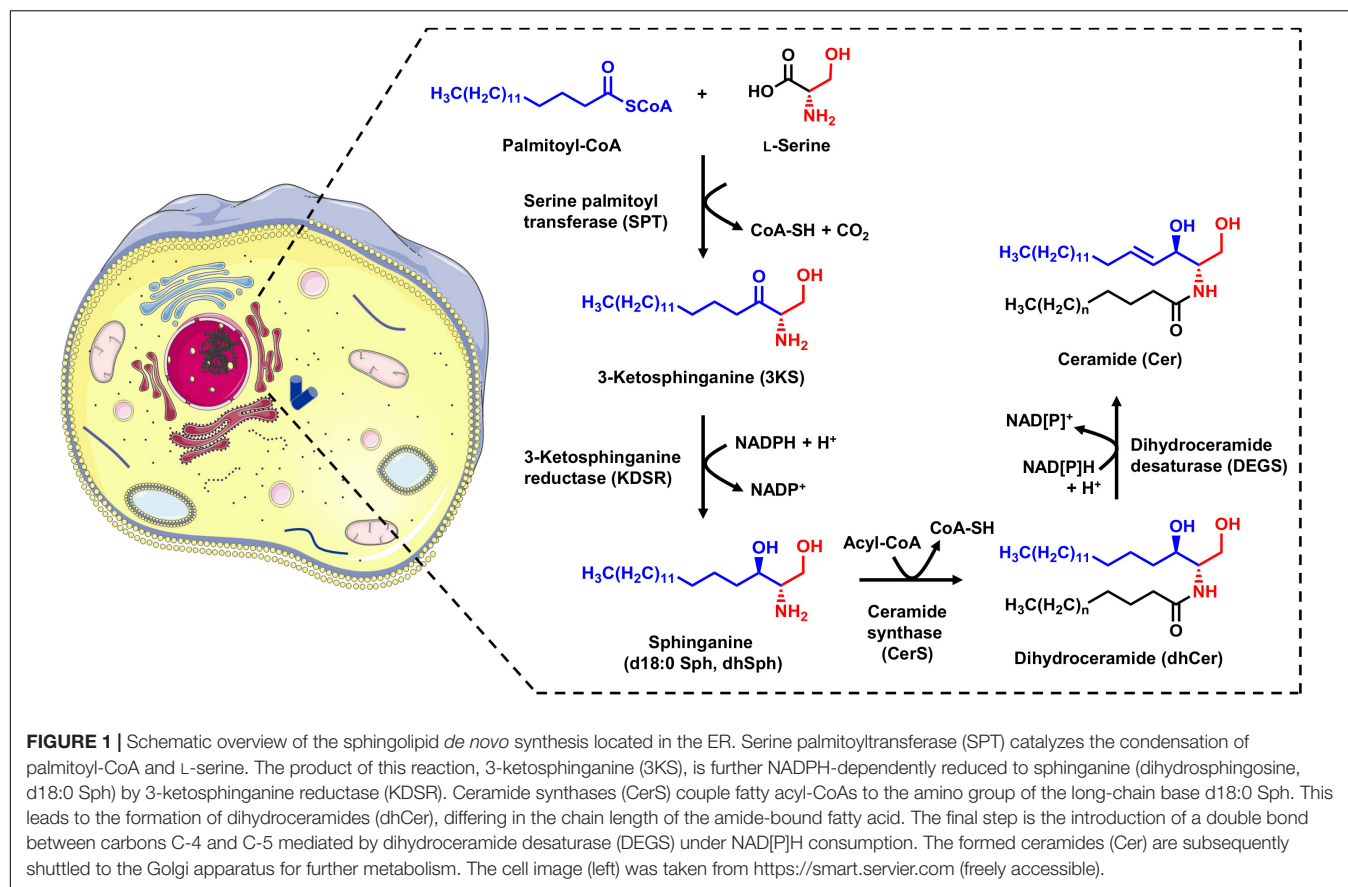 O
OH
O
H₃C(H₂C)₁₁
SCoA
+
HO
NH₂
Palmitoyl-CoA
L-Serine
Serine palmitoyl
transferase (SPT)
CoA-SH + CO₂
O
OH
H₃C(H₂C)₁₁
NH₂
3-Ketosphinganine (3KS)
3-Ketosphinganine
reductase (KDSR)
NADPH + H⁺
NADP⁺
OH
OH
H₃C(H₂C)₁₁
NH₂
Sphinganine
(d18:0 Sph, dhSph)
Acyl-CoA
CoA-SH
Ceramide
synthase
(CerS)
OH
OH
H₃C(H₂C)₁₁
NH
H₃C(H₂C)ₙ
O
Dihydroceramide (dhCer)
NAD[P]⁺
NAD[P]H
+ H⁺
Dihydroceramide
desaturase (DEGS)
OH
OH
H₃C(H₂C)₁₁
NH
H₃C(H₂C)ₙ
O
Ceramide (Cer)
FIGURE 1 | Schematic overview of the sphingolipid de novo synthesis located in the ER. Serine palmitoyltransferase (SPT) catalyzes the condensation of
palmitoyl-CoA and L-serine. The product of this reaction, 3-ketosphinganine (3KS), is further NADPH-dependently reduced to sphinganine (dihydrosphingosine,
d18:0 Sph) by 3-ketosphinganine reductase (KDSR). Ceramide synthases (CerS) couple fatty acyl-CoAs to the amino group of the long-chain base d18:0 Sph. This
leads to the formation of dihydroceramides (dhCer), differing in the chain length of the amide-bound fatty acid. The final step is the introduction of a double bond
between carbons C-4 and C-5 mediated by dihydroceramide desaturase (DEGS) under NAD[P]H consumption. The formed ceramides (Cer) are subsequently
shuttled to the Golgi apparatus for further metabolism. The cell image (left) was taken from https://smart.servier.com (freely accessible).